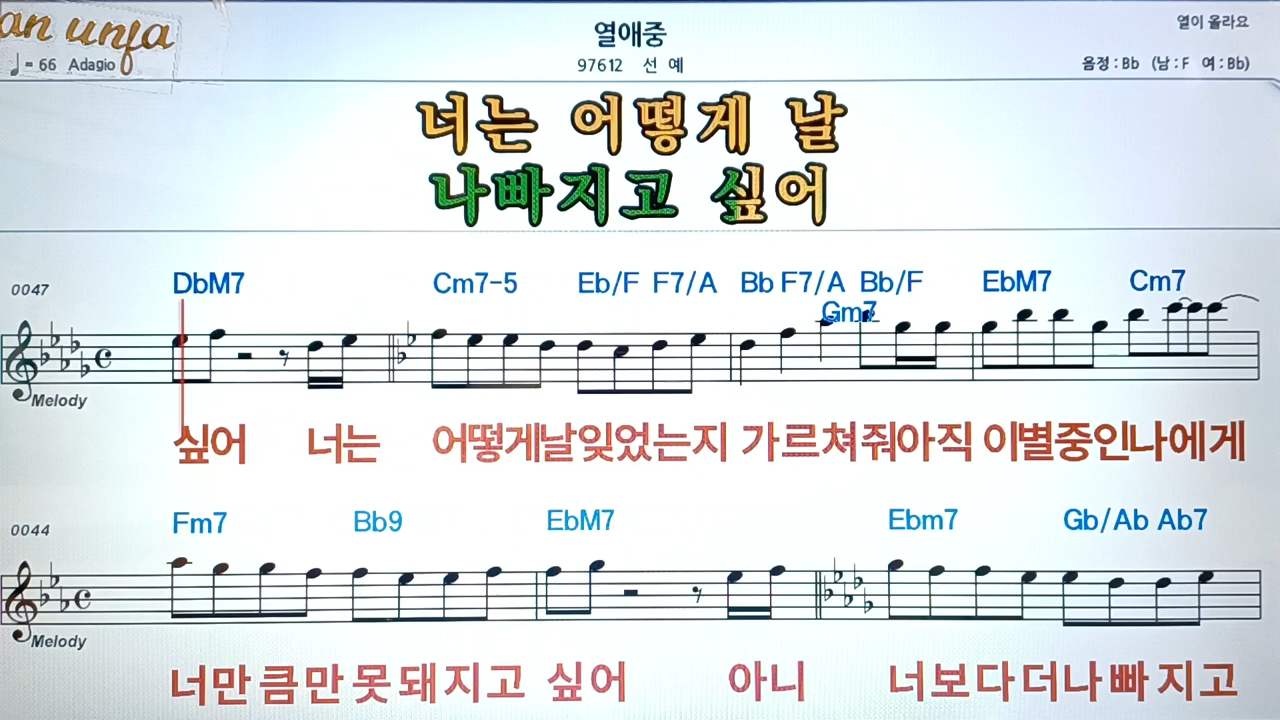 an unfa
열애중
열이 올라요
♩= 66 Adagio
97612 선 예
음정 : Bb (남 : F 여 : Bb)
너는 어떻게 날
나빠지고 싶어
0047
DbM7 Cm7-5 Eb/F F7/A Bb F7/A Bb/F EbM7 Cm7
Gm7
Melody
싶어 너는 어떻게날잊었는지 가르쳐줘아직 이별중인나에게
0044
Fm7 Bb9 EbM7 Ebm7 Gb/Ab Ab7
Melody
너만큼만못돼지고 싶어 아니 너보다더나빠지고